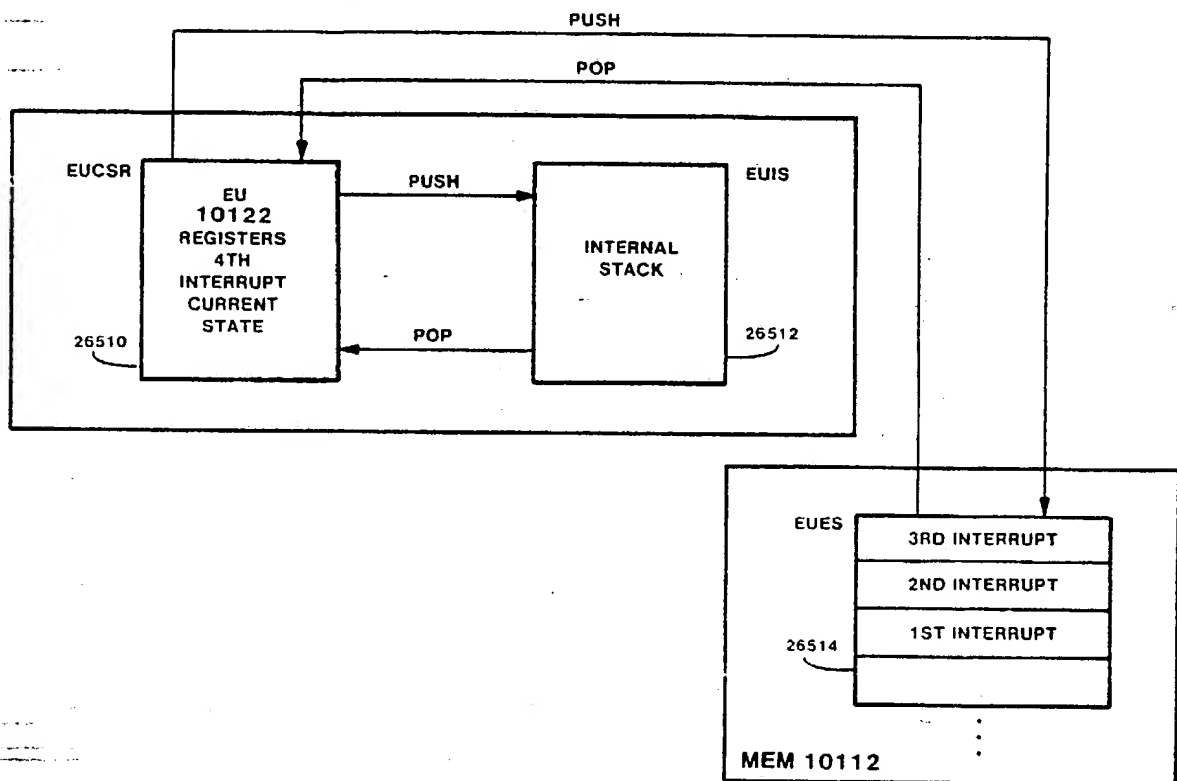 PUSH
POP
EUCSR
EU
10122
REGISTERS
4TH
INTERRUPT
CURRENT
STATE
26510
PUSH
POP
EUIS
INTERNAL
STACK
26512
EUES
3RD INTERRUPT
2ND INTERRUPT
1ST INTERRUPT
26514
MEM 10112